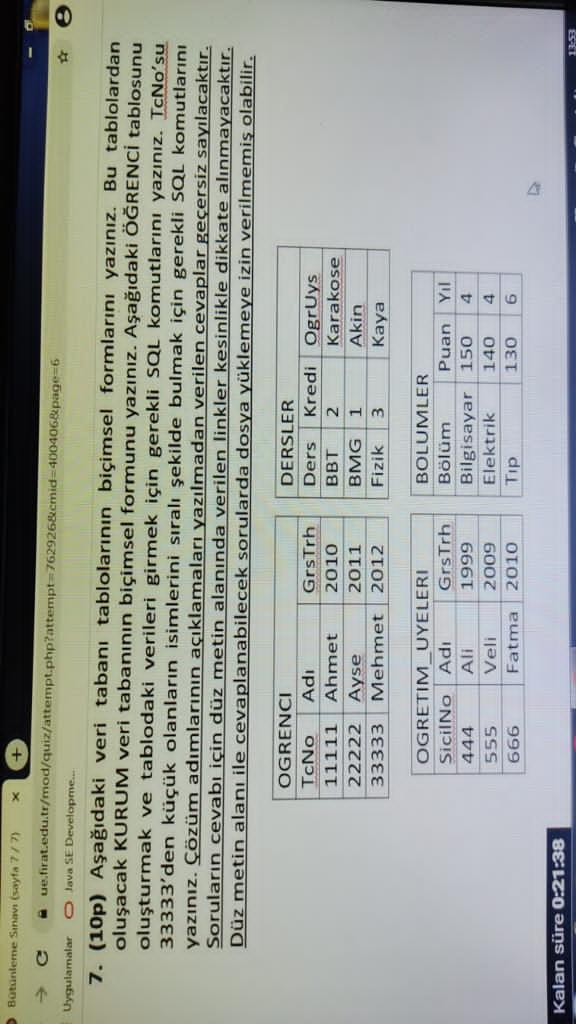 Bütünleme Sınavı (sayfa 7 / 7)
ue.firat.edu.tr/mod/quiz/attempt.php?attempt=762926&cmid=400406&page=6
Uygulamalar
Java SE Developme...
7. (10p) Aşağıdaki veri tabanı tablolarının biçimsel formlarını yazınız. Bu tablolardan
oluşacak KURUM veri tabanının biçimsel formunu yazınız. Aşağıdaki ÖĞRENCİ tablosunu
oluşturmak ve tablodaki verileri girmek için gerekli SQL komutlarını yazınız. TcNo'su
33333'den küçük olanların isimlerini sıralı şekilde bulmak için gerekli SQL komutlarını
yazınız. Çözüm adımlarının açıklamaları yazılmadan verilen cevaplar geçersiz sayılacaktır.
Soruların cevabı için düz metin alanında verilen linkler kesinlikle dikkate alınmayacaktır.
Düz metin alanı ile cevaplanabilecek sorularda dosya yüklemeye izin verilmemiş olabilir.
OGRENCI
TcNo Adı GrsTrh
11111 Ahmet 2010
22222 Ayse 2011
33333 Mehmet 2012
DERSLER
Ders Kredi OgrUys
BBT 2 Karakose
BMG 1 Akin
Fizik 3 Kaya
OGRETIM_UYELERI
SicilNo Adı GrsTrh
444 Ali 1999
555 Veli 2009
666 Fatma 2010
BOLUMLER
Bölüm Puan Yıl
Bilgisayar 150 4
Elektrik 140 4
Tıp 130 6
Kalan süre 0:21:38
13:53